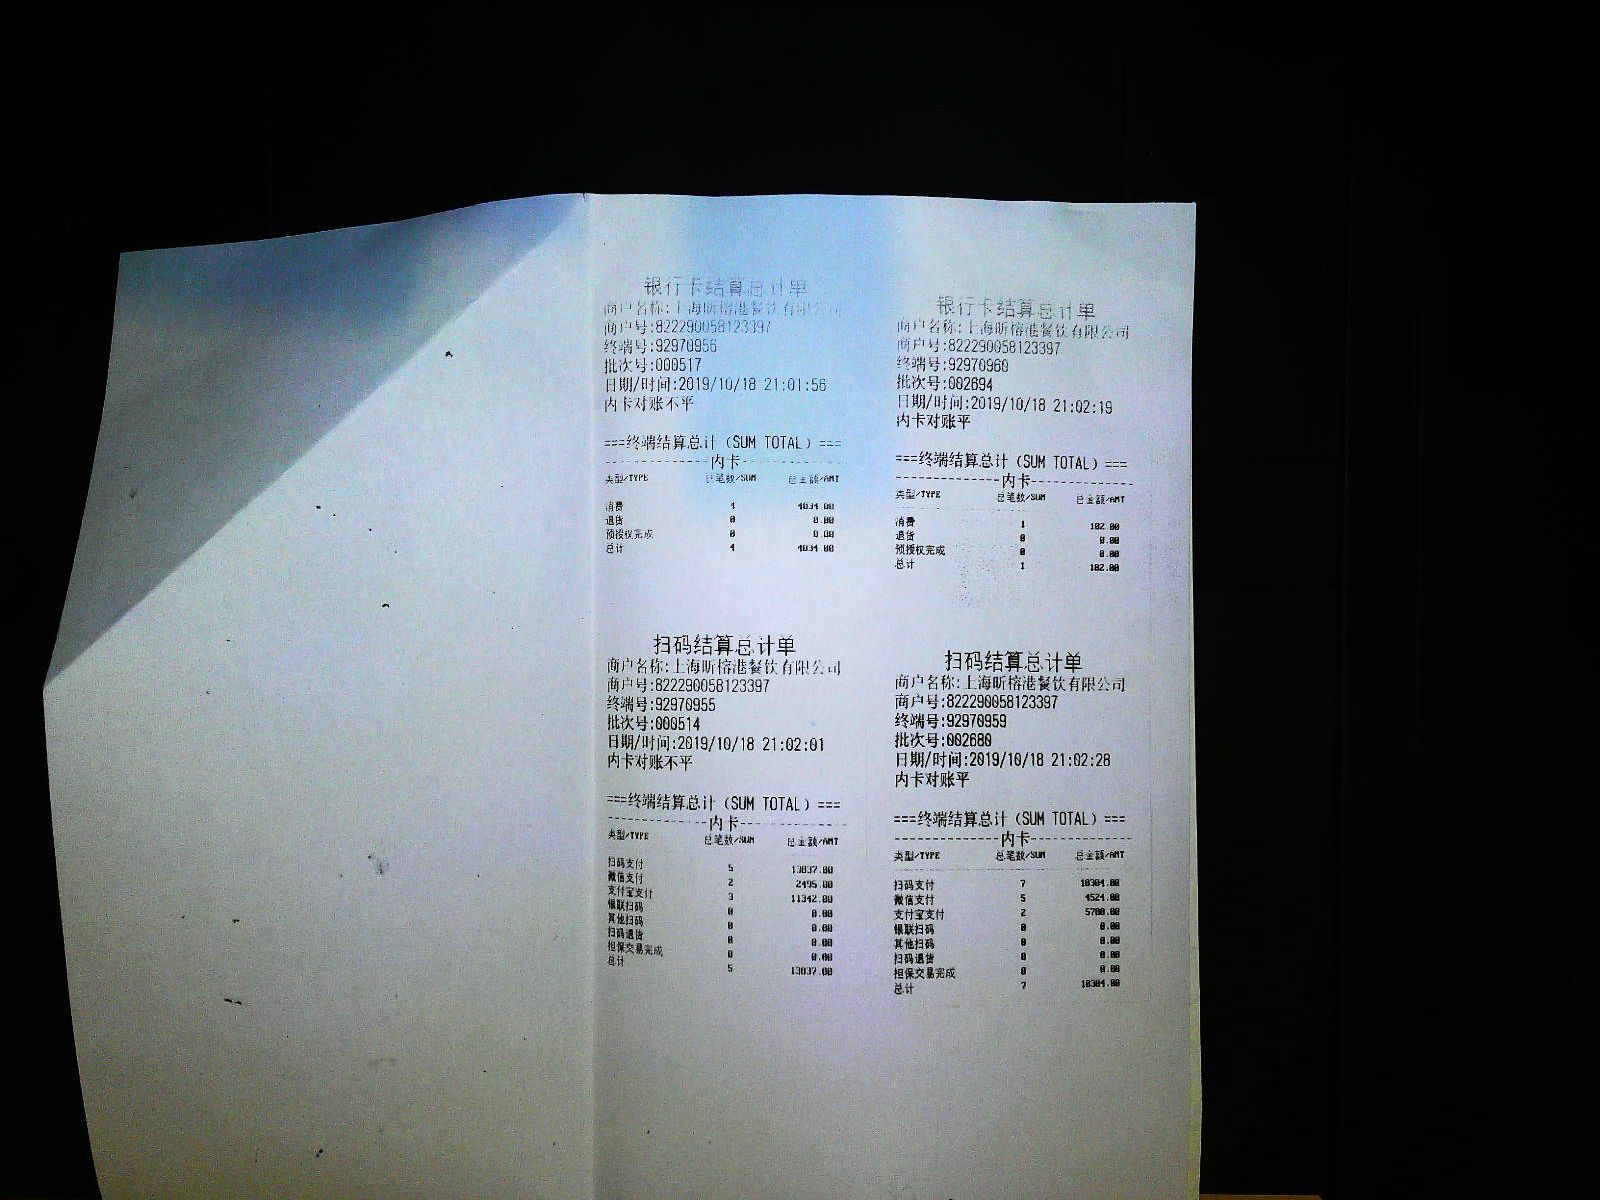 银行卡结算总计单
商户名称:上海昕榕港餐饮有限公司
商户号:822290058123397
终端号:92970956
批次号:000517
日期/时间:2019/10/18 21:01:56
内卡对账不平
===终端结算总计（SUM TOTAL）===
内卡
类型/TYPE 总笔数/SUM 总金额/AMT
消费 4 4034.00
退货 0 0.00
预授权完成 0 0.00
总计 4 4034.00
扫码结算总计单
商户名称:上海昕榕港餐饮有限公司
商户号:822290058123397
终端号:92970955
批次号:000514
日期/时间:2019/10/18 21:02:01
内卡对账不平
===终端结算总计（SUM TOTAL）===
内卡
类型/TYPE 总笔数/SUM 总金额/AMT
扫码支付 5 13837.00
微信支付 2 2495.00
支付宝支付 3 11342.00
银联扫码 0 0.00
其他扫码 0 0.00
扫码退货 0 0.00
担保交易完成 0 0.00
总计 5 13837.00
银行卡结算总计单
商户名称:上海昕榕港餐饮有限公司
商户号:822290058123397
终端号:92970960
批次号:002694
日期/时间:2019/10/18 21:02:19
内卡对账平
===终端结算总计（SUM TOTAL）===
内卡
类型/TYPE 总笔数/SUM 总金额/AMT
消费 1 182.00
退货 0 0.00
预授权完成 0 0.00
总计 1 182.00
扫码结算总计单
商户名称:上海昕榕港餐饮有限公司
商户号:822290058123397
终端号:92970959
批次号:002680
日期/时间:2019/10/18 21:02:28
内卡对账平
===终端结算总计（SUM TOTAL）===
内卡
类型/TYPE 总笔数/SUM 总金额/AMT
扫码支付 7 10304.00
微信支付 5 4524.00
支付宝支付 2 5780.00
银联扫码 0 0.00
其他扫码 0 0.00
扫码退货 0 0.00
担保交易完成 0 0.00
总计 7 10304.00